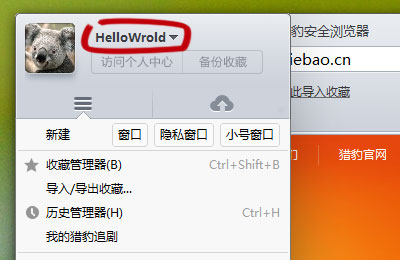 HelloWrold
访问个人中心 备份收藏
新建 窗口 隐私窗口 小号窗口
收藏管理器(B) Ctrl+Shift+B
导入/导出收藏...
历史管理器(H) Ctrl+H
我的猎豹追剧
豹安全浏览器
iebao.cn
此导入收藏
们 猎豹官网